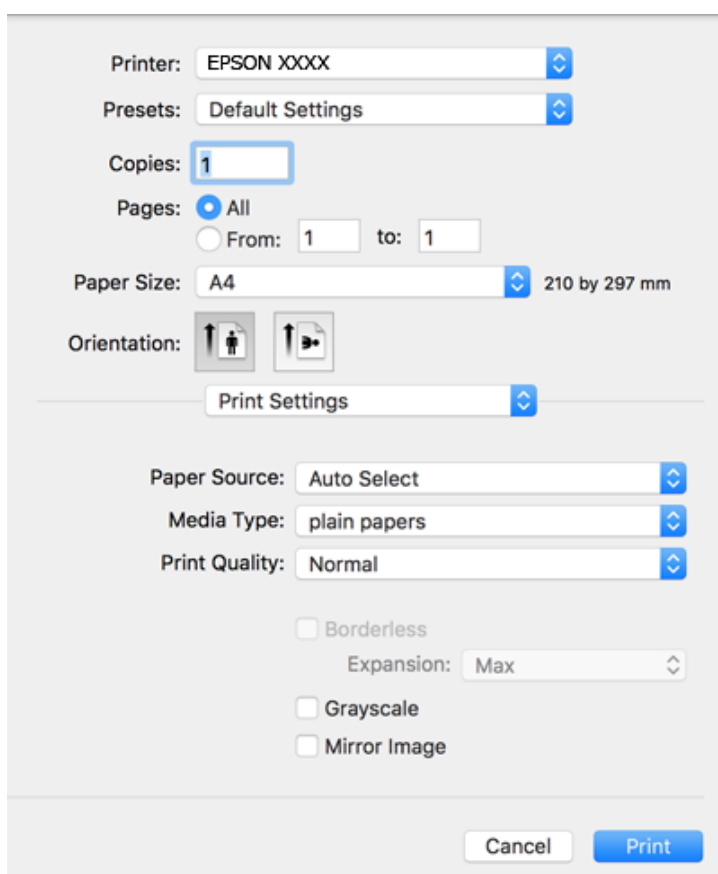 Printer: EPSON XXXX
Presets: Default Settings
Copies: 1
Pages: All
From: 1 to: 1
Paper Size: A4 210 by 297 mm
Orientation:
Print Settings
Paper Source: Auto Select
Media Type: plain papers
Print Quality: Normal
Borderless
Expansion: Max
Grayscale
Mirror Image
Cancel Print